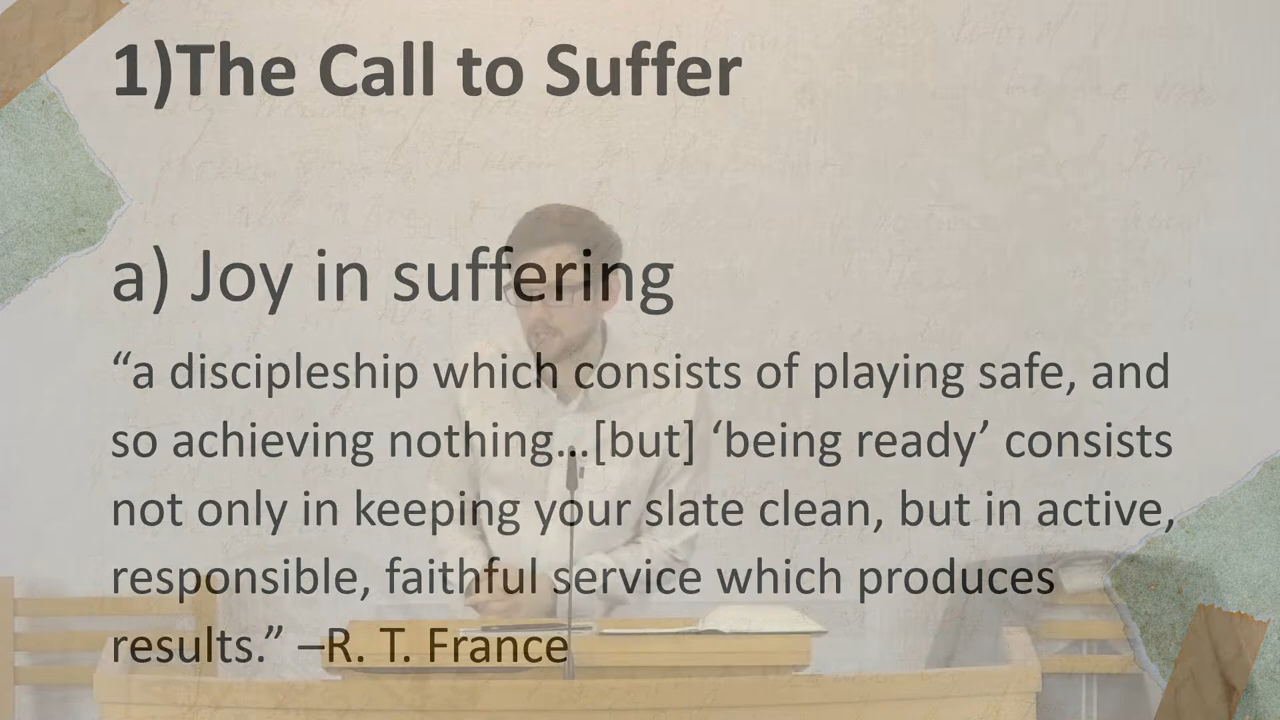 1)The Call to Suffer
a) Joy in suffering
“a discipleship which consists of playing safe, and
so achieving nothing…[but] ‘being ready’ consists
not only in keeping your slate clean, but in active,
responsible, faithful service which produces
results.” –R. T. France